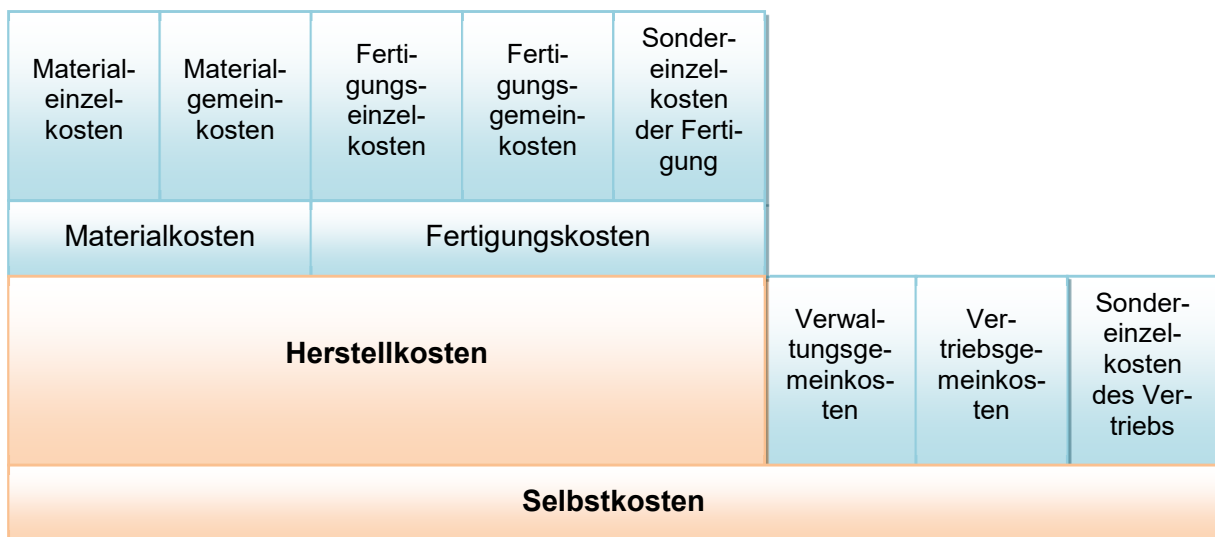 Material-
einzel-
kosten
Material-
gemein-
kosten
Ferti-
gungs-
einzel-
kosten
Ferti-
gungs-
gemein-
kosten
Sonder-
einzel-
kosten
der Ferti-
gung
Materialkosten
Fertigungskosten
Herstellkosten
Verwal-
tungsge-
meinkos-
ten
Ver-
triebsge-
meinkos-
ten
Sonder-
einzel-
kosten
des Ver-
triebs
Selbstkosten